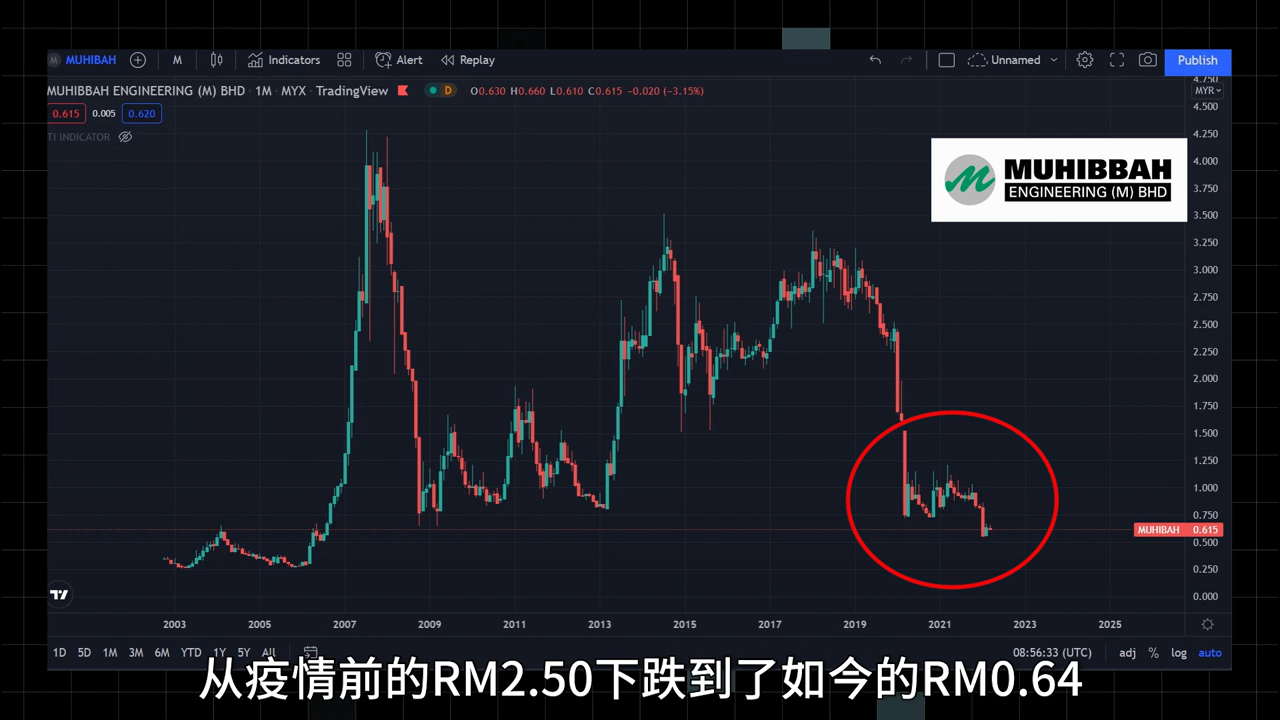 M MUHIBAH M Indicators Alert Replay Unnamed Publish
MUHIBBAH ENGINEERING (M) BHD · 1M · MYX · TradingView D O0.630 H0.660 L0.610 C0.615 −0.020 (−3.15%)
MYR
0.615 0.005 0.620
TI INDICATOR
MUHIBBAH
ENGINEERING (M) BHD
4.750
4.500
4.250
4.000
3.750
3.500
3.250
3.000
2.750
2.500
2.250
2.000
1.750
1.500
1.250
1.000
0.750
MUHIBAH 0.615
0.500
0.250
0.000
2003 2005 2007 2009 2011 2013 2015 2017 2019 2021 2023 2025
1D 5D 1M 3M 6M YTD 1Y 5Y All 08:56:33 (UTC) adj % log auto
从疫情前的RM2.50下跌到了如今的RM0.64